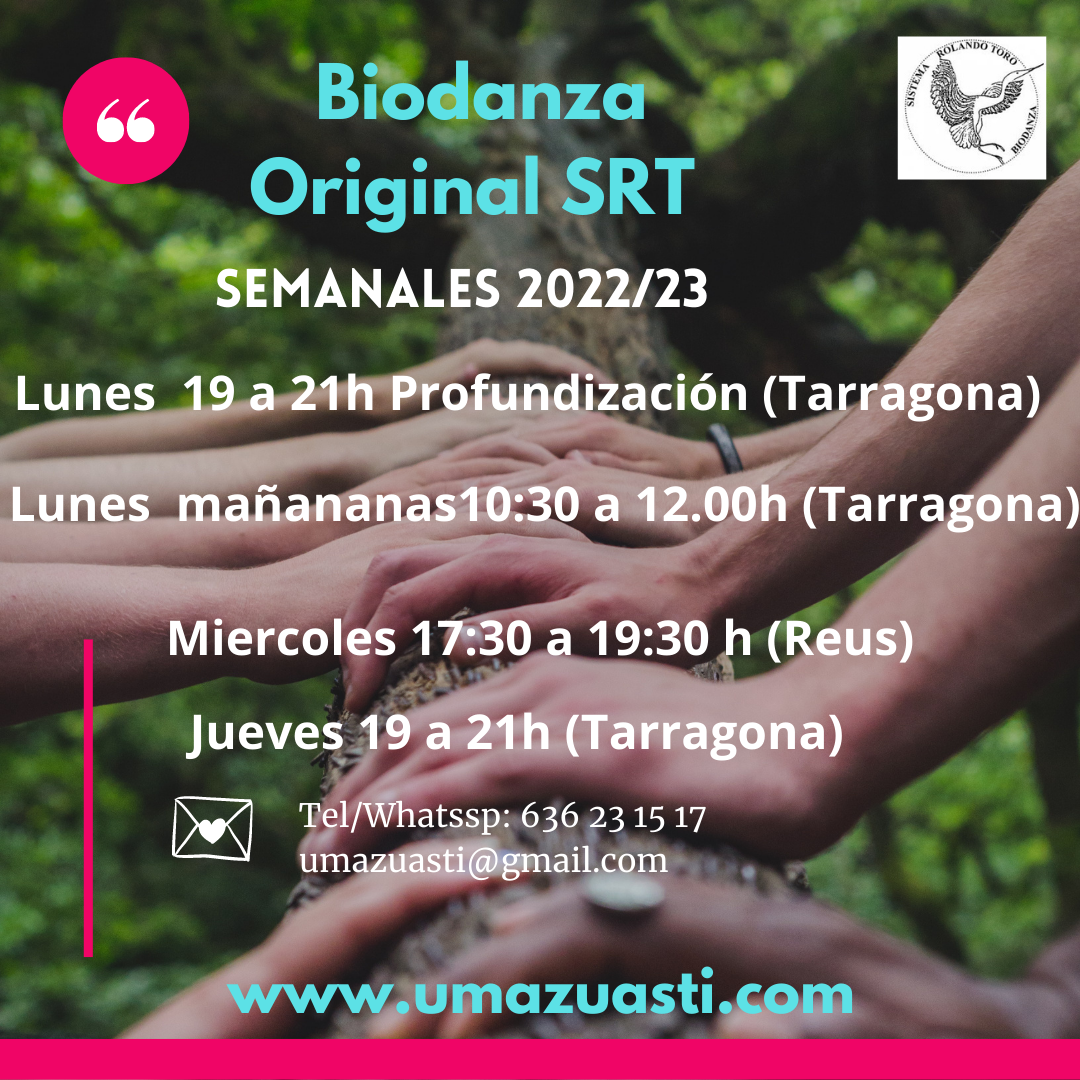 Biodanza
Original SRT
SISTEMA ROLANDO TORO
BIODANZA
SEMANALES 2022/23
Lunes  19 a 21h Profundización (Tarragona)
Lunes  mañananas10:30 a 12.00h (Tarragona)
Miercoles 17:30 a 19:30 h (Reus)
Jueves 19 a 21h (Tarragona)
Tel/Whatssp: 636 23 15 17
umazuasti@gmail.com
www.umazuasti.com